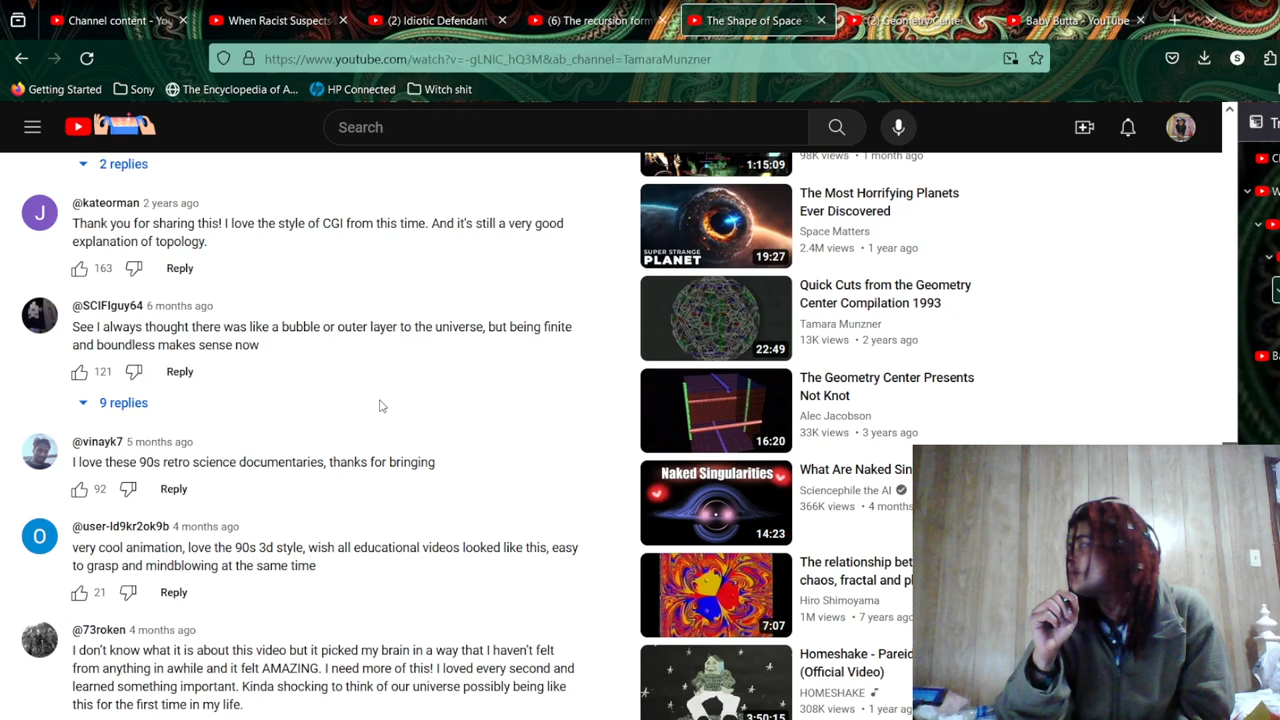 Channel content - You
When Racist Suspects
(2) Idiotic Defendant
(6) The recursion form
The Shape of Space -
(2) Geometry Center
Baby Butta - YouTube
https://www.youtube.com/watch?v=-gLNlC_hQ3M&ab_channel=TamaraMunzner
S
Getting Started
Sony
The Encyclopedia of A...
HP Connected
Witch shit
Search
2 replies
@kateorman 2 years ago
J
Thank you for sharing this! I love the style of CGI from this time. And it's still a very good
explanation of topology.
163
Reply
@SCIFIguy64 6 months ago
See I always thought there was like a bubble or outer layer to the universe, but being finite
and boundless makes sense now
121
Reply
9 replies
@vinayk7 5 months ago
I love these 90s retro science documentaries, thanks for bringing
92
Reply
@user-ld9kr2ok9b 4 months ago
O
very cool animation, love the 90s 3d style, wish all educational videos looked like this, easy
to grasp and mindblowing at the same time
21
Reply
@73roken 4 months ago
I don't know what it is about this video but it picked my brain in a way that I haven't felt
from anything in awhile and it felt AMAZING. I need more of this! I loved every second and
learned something important. Kinda shocking to think of our universe possibly being like
this for the first time in my life.
98K views • 1 month ago
1:15:09
The Most Horrifying Planets
Ever Discovered
Space Matters
2.4M views • 1 year ago
SUPER STRANGE
PLANET
19:27
Quick Cuts from the Geometry
Center Compilation 1993
Tamara Munzner
13K views • 2 years ago
22:49
The Geometry Center Presents
Not Knot
Alec Jacobson
33K views • 3 years ago
16:20
Naked Singularities
14:23
What Are Naked Sin
Sciencephile the AI
366K views • 4 months
The relationship bet
chaos, fractal and p
Hiro Shimoyama
1M views • 7 years ago
7:07
Homeshake - Pareid
(Official Video)
HOMESHAKE
308K views • 1 year ago
3:50:15